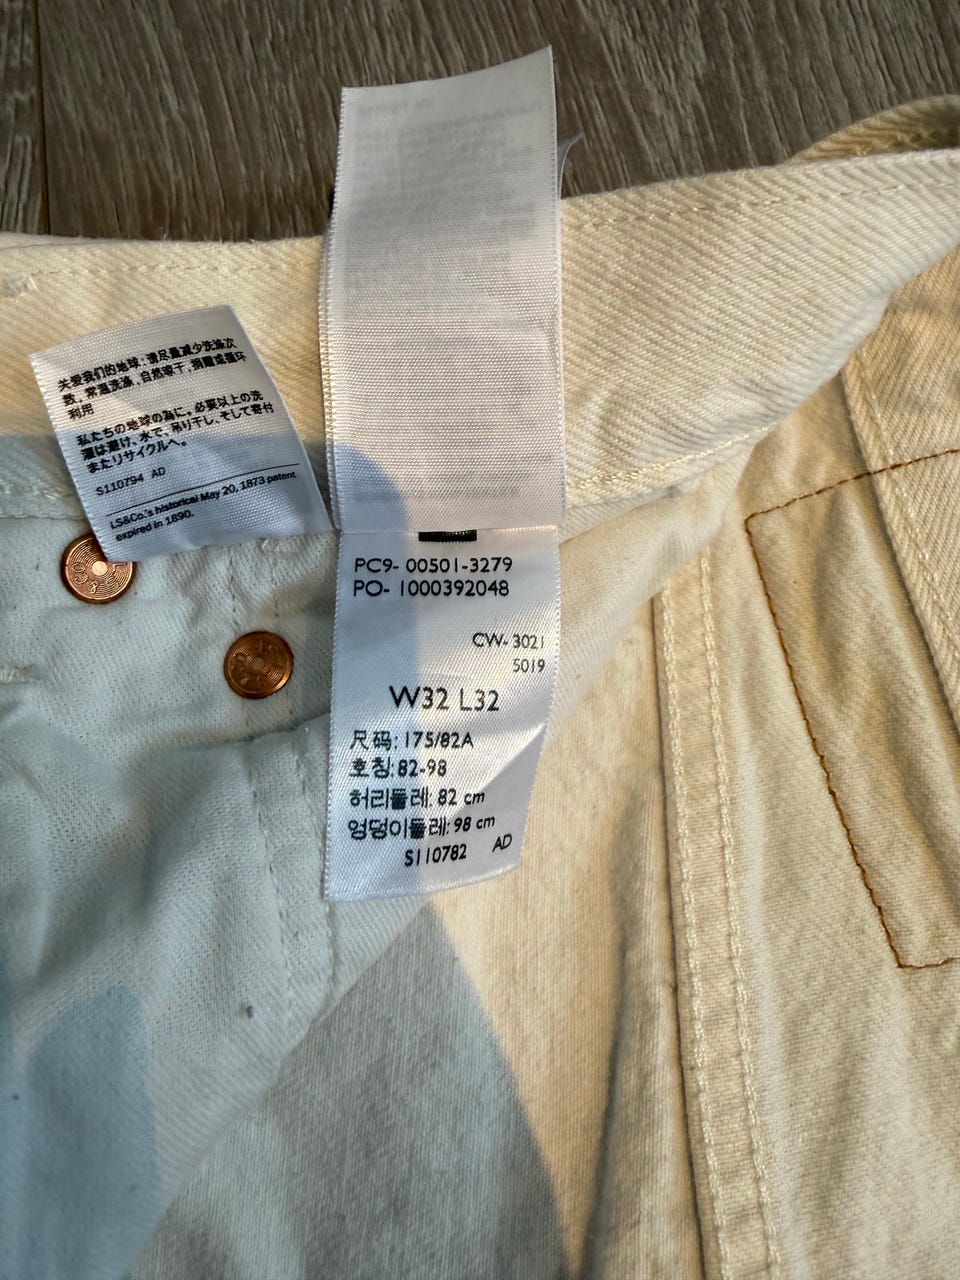 关爱我们的地球：请尽量减少洗涤次
数，常温洗涤，自然晾干，捐赠或循环
利用
私たちの地球の為に。必要以上の洗
濯は避け、水で、吊り干し、そして寄付
またリサイクルへ。
S110794 AD
LS&Co.'s historical May 20, 1873 patent
expired in 1890.
PC9- 00501-3279
PO- 1000392048
CW- 3021
5019
W32 L32
尺码: 175/82A
호칭: 82-98
허리둘레: 82 cm
엉덩이둘레: 98 cm
S110782 AD